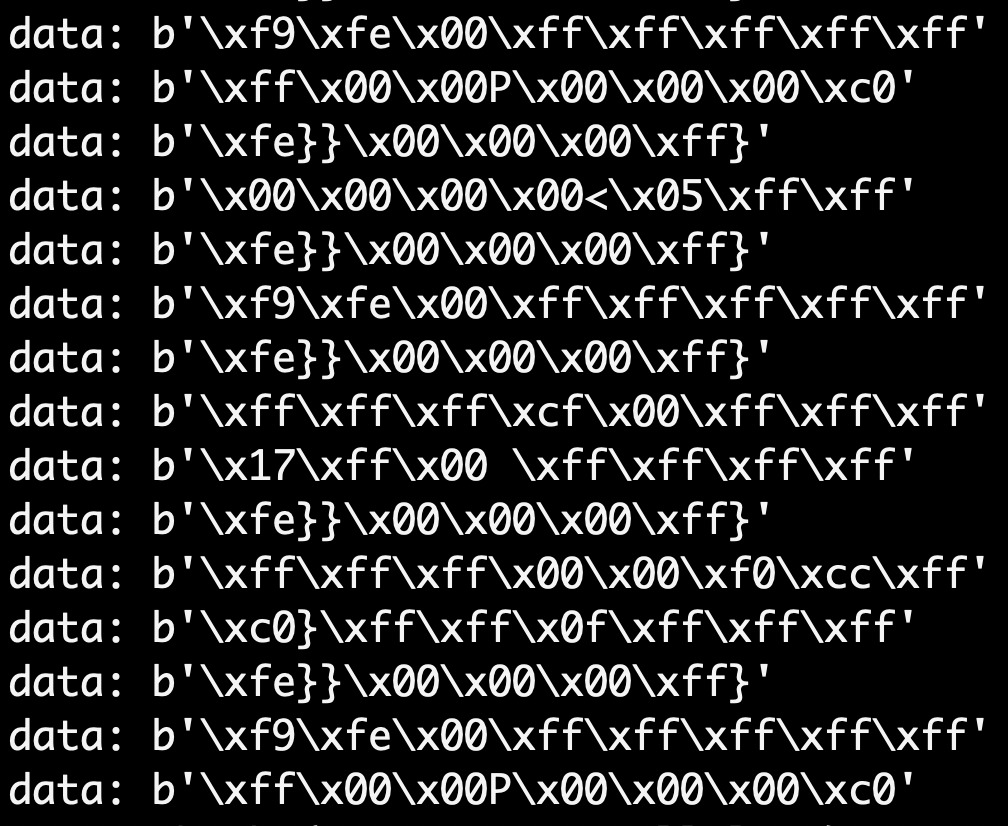 data: b'\xf9\xfe\x00\xff\xff\xff\xff\xff'
data: b'\xff\x00\x00P\x00\x00\x00\xc0'
data: b'\xfe}}\x00\x00\x00\xff}'
data: b'\x00\x00\x00\x00<\x05\xff\xff'
data: b'\xfe}}\x00\x00\x00\xff}'
data: b'\xf9\xfe\x00\xff\xff\xff\xff\xff'
data: b'\xfe}}\x00\x00\x00\xff}'
data: b'\xff\xff\xff\xcf\x00\xff\xff\xff'
data: b'\x17\xff\x00 \xff\xff\xff\xff'
data: b'\xfe}}\x00\x00\x00\xff}'
data: b'\xff\xff\xff\x00\x00\xf0\xcc\xff'
data: b'\xc0}\xff\xff\x0f\xff\xff\xff'
data: b'\xfe}}\x00\x00\x00\xff}'
data: b'\xf9\xfe\x00\xff\xff\xff\xff\xff'
data: b'\xff\x00\x00P\x00\x00\x00\xc0'